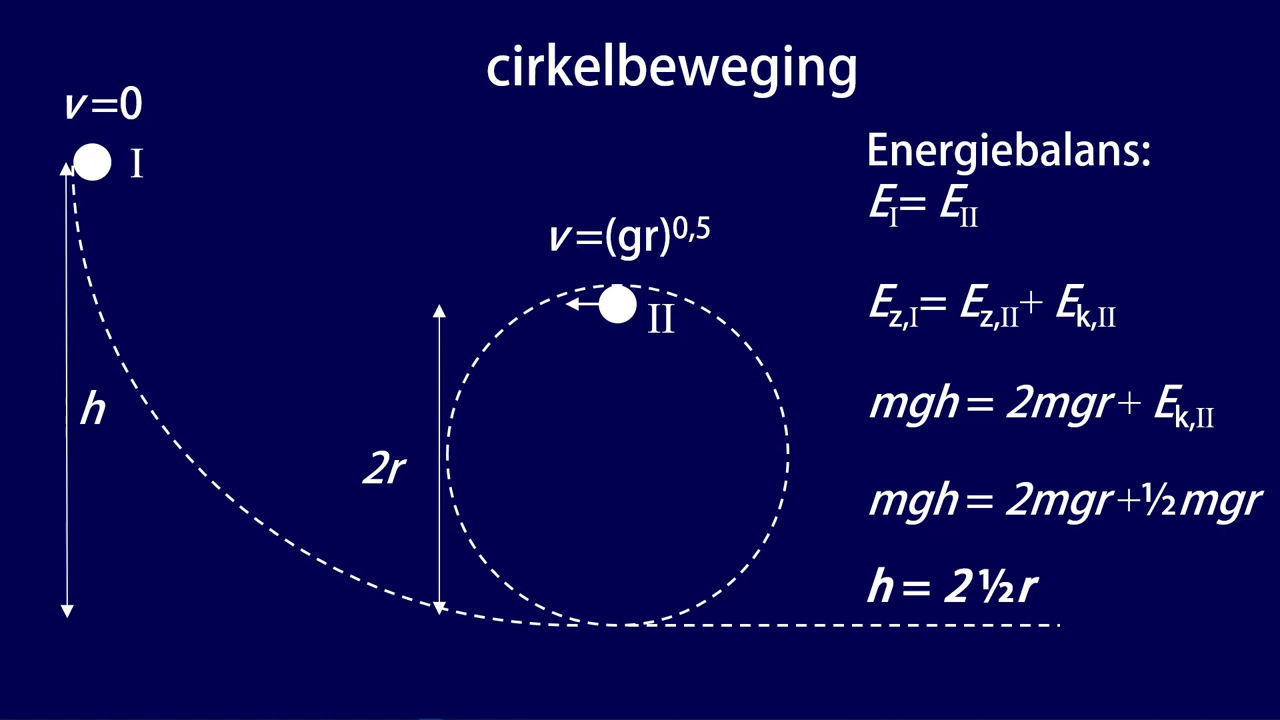 cirkelbeweging
v=0
I
h
v=(gr)⁰,⁵
II
2r
Energiebalans:
E_I= E_II
E_z,I= E_z,II+ E_k,II
mgh= 2mgr+ E_k,II
mgh= 2mgr+½mgr
h= 2½r